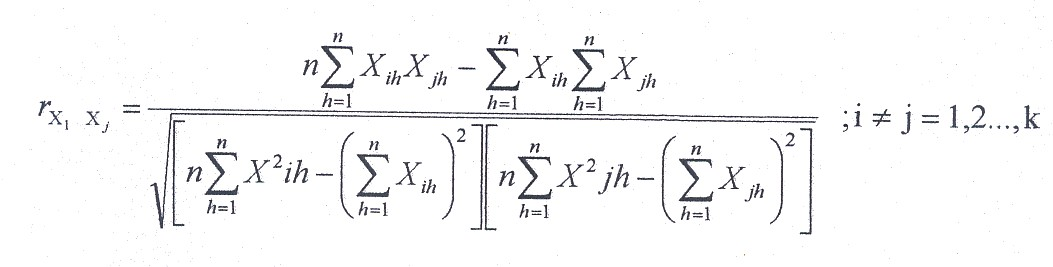 r_{X_1 X_j} = \frac{n\sum_{h=1}^{n} X_{ih} X_{jh} - \sum_{h=1}^{n} X_{ih} \sum_{h=1}^{n} X_{jh}}{\sqrt{\left[ n\sum_{h=1}^{n} X^2 ih - \left( \sum_{h=1}^{n} X_{ih} \right)^2 \right] \left[ n\sum_{h=1}^{n} X^2 jh - \left( \sum_{h=1}^{n} X_{jh} \right)^2 \right]}} ; i ≠ j = 1,2...,k